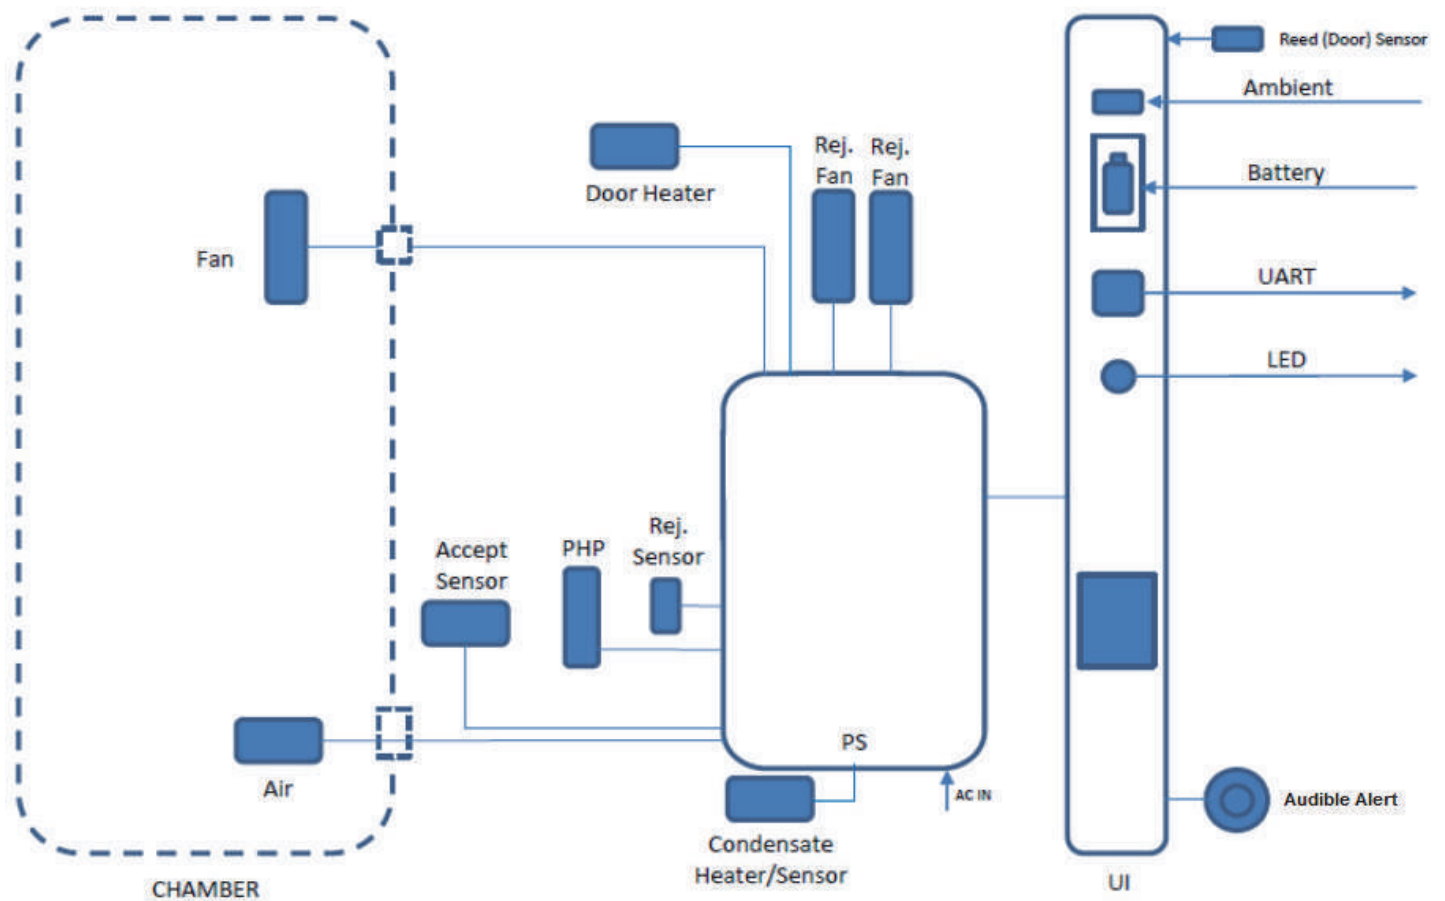 Reed (Door) Sensor
Ambient
Battery
UART
LED
Door Heater
Rej.
Fan
Rej.
Fan
Fan
Accept
Sensor
PHP
Rej.
Sensor
Air
PS
AC IN
Condensate
Heater/Sensor
Audible Alert
CHAMBER
UI